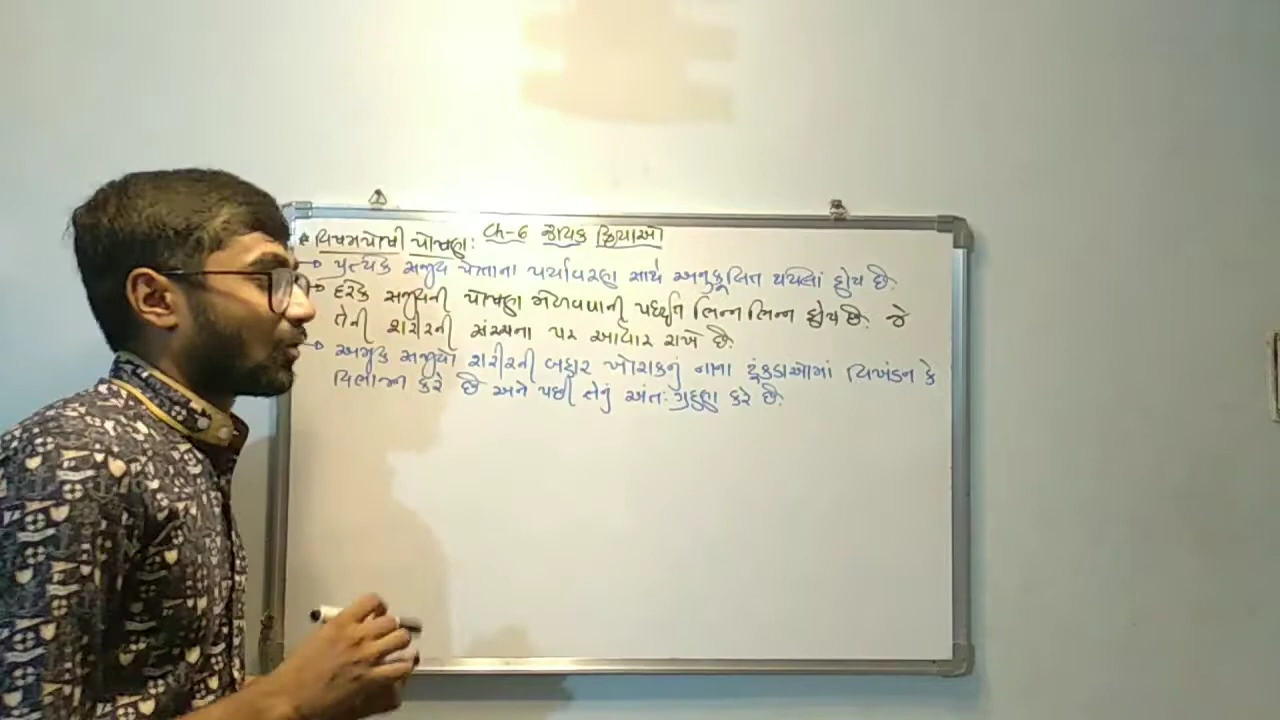 Ch-6 જૈવિક ક્રિયાઓ
વિષમપોષી પોષણ:
→ પ્રત્યેક સજીવ પોતાના પર્યાવરણ સાથે અનુકૂલિત થયેલાં હોય છે.
→ દરેક સજીવની પોષણ મેળવવાની પદ્ધતિ ભિન્ન ભિન્ન હોય છે. જે
તેની શરીરની સંરચના પર આધાર રાખે છે.
→ અમુક સજીવો શરીરની બહાર ખોરાકનું નાના ટુંકડાઓમાં વિખંડન કે
વિભાજન કરે છે અને પછી તેનું અંત:ગ્રહણ કરે છે.